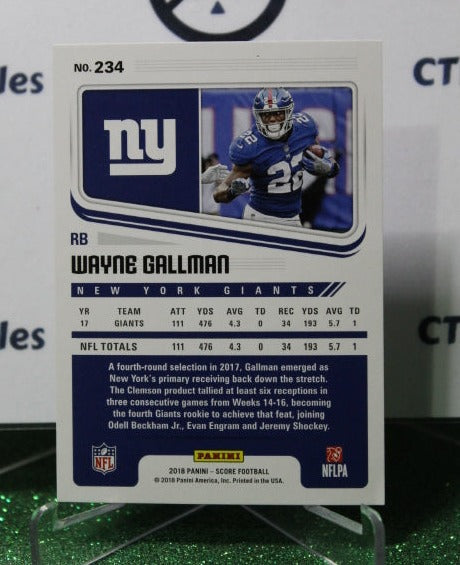 No. 234
ules
CT
ny
22
22
RB
WAYNE GALLMAN
NEW YORK GIANTS
YR TEAM ATT YDS AVG TD REC YDS AVG TD
17 GIANTS 111 476 4.3 0 34 193 5.7 1
NFL TOTALS 111 476 4.3 0 34 193 5.7 1
A fourth-round selection in 2017, Gallman emerged as
New York's primary receiving back down the stretch.
The Clemson product tallied at least six receptions in
three consecutive games from Weeks 14-16, becoming
the fourth Giants rookie to achieve that feat, joining
Odell Beckham Jr., Evan Engram and Jeremy Shockey.
NFL
PANINI
NFLPA
2018 PANINI – SCORE FOOTBALL
© 2018 Panini America, Inc. Printed in the USA.